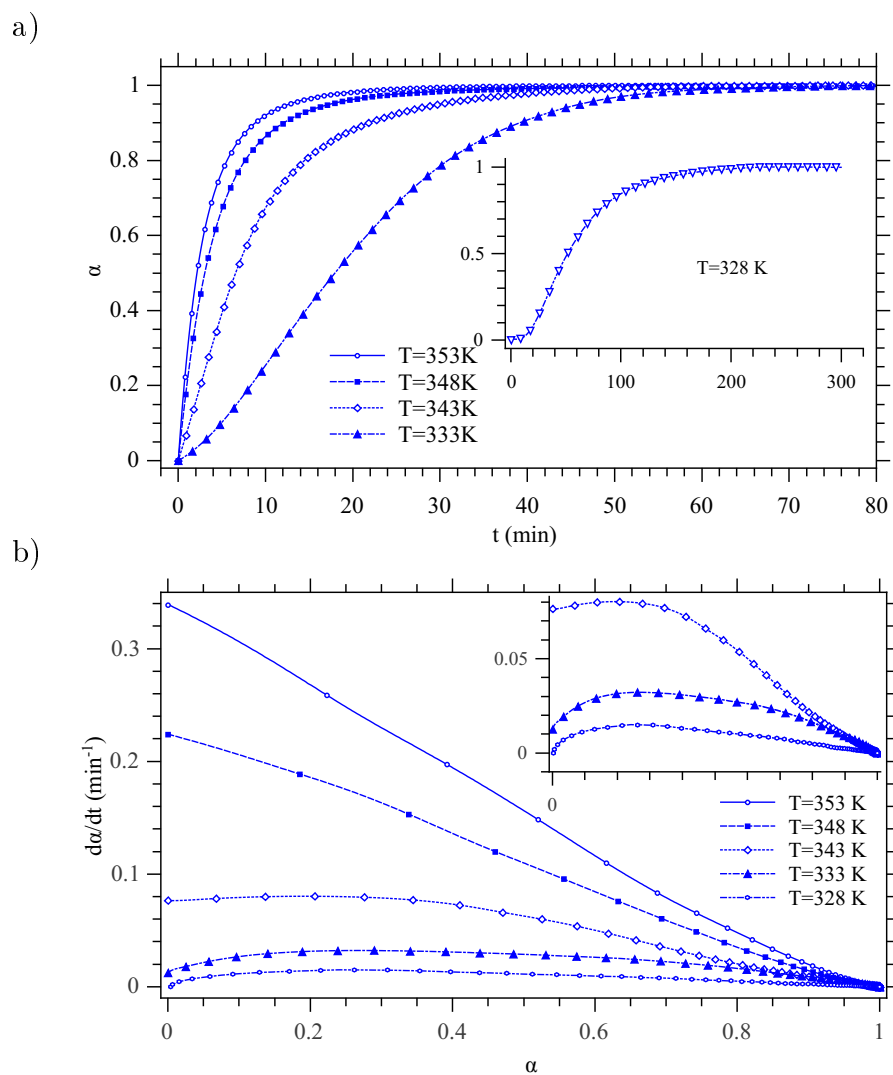 a)
1
0.8
0.6
0.4
0.2
0
α
0 10 20 30 40 50 60 70 80
t (min)
T=353K
T=348K
T=343K
T=333K
1
0.5
0
0 100 200 300
T=328 K
b)
0.3
0.2
0.1
0
dα/dt (min⁻¹)
0 0.2 0.4 0.6 0.8 1
α
0.05
0
0
T=353 K
T=348 K
T=343 K
T=333 K
T=328 K